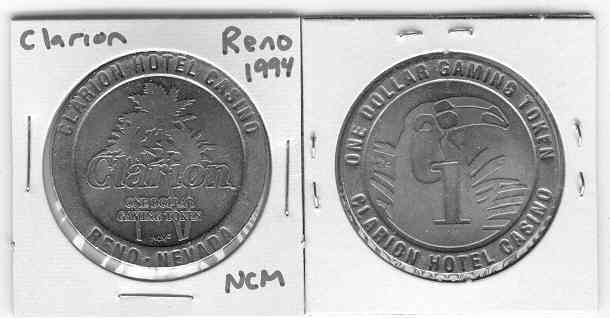 Clarion
Reno
1994
CLARION HOTEL CASINO
Clarion
ONE DOLLAR
GAMING TOKEN
RENO · NEVADA
NCM
ONE DOLLAR GAMING TOKEN
1
CLARION HOTEL CASINO